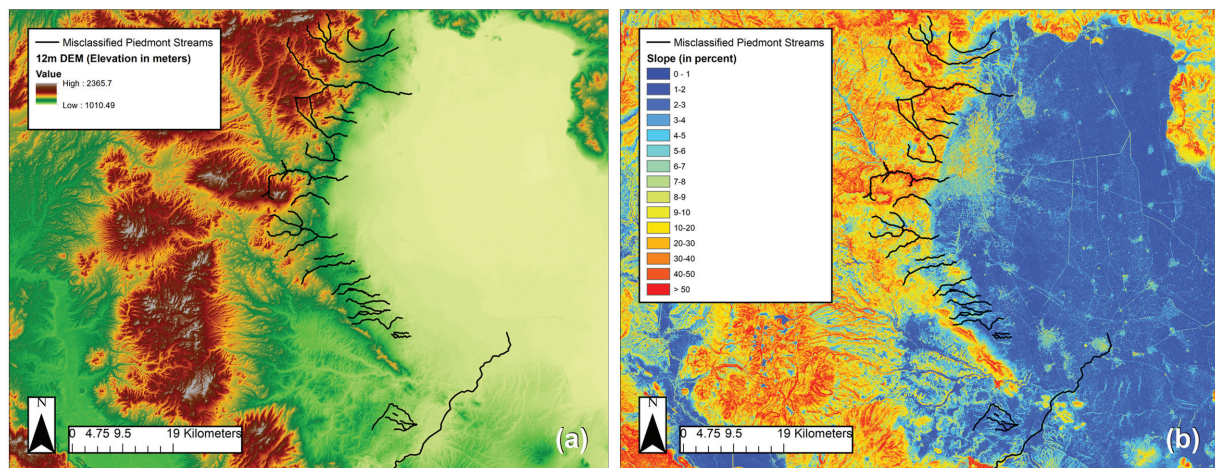 Misclassified Piedmont Streams
12m DEM (Elevation in meters)
Value
High : 2365.7
Low : 1010.49
N
0 4.75 9.5 19 Kilometers
(a)
Misclassified Piedmont Streams
Slope (in percent)
0 - 1
1-2
2-3
3-4
4-5
5-6
6-7
7-8
8-9
9-10
10-20
20-30
30-40
40-50
> 50
N
0 4.75 9.5 19 Kilometers
(b)